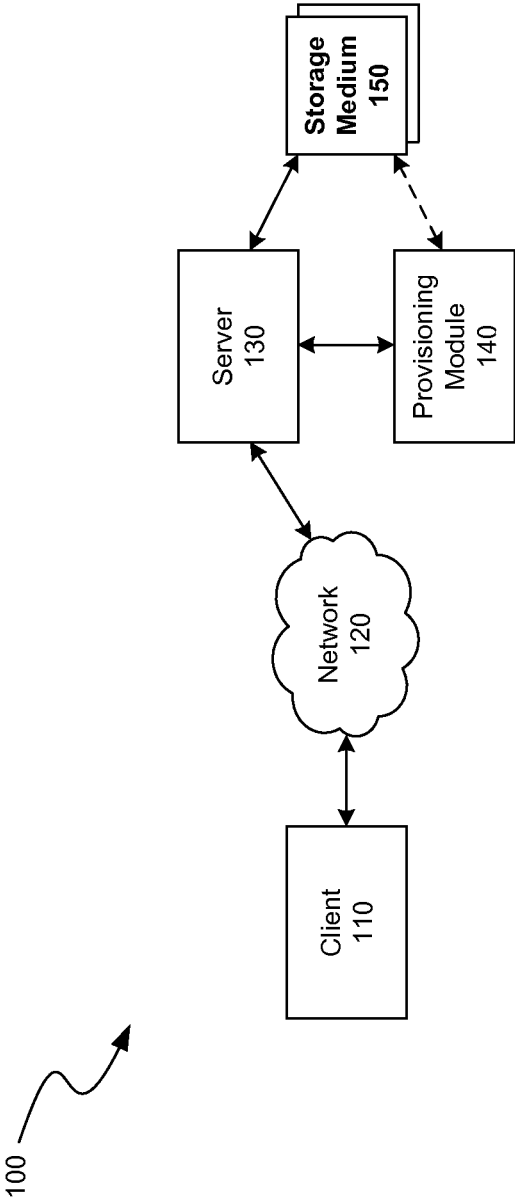 100
Client
110
Network
120
Server
130
Provisioning
Module
140
Storage
Medium
150